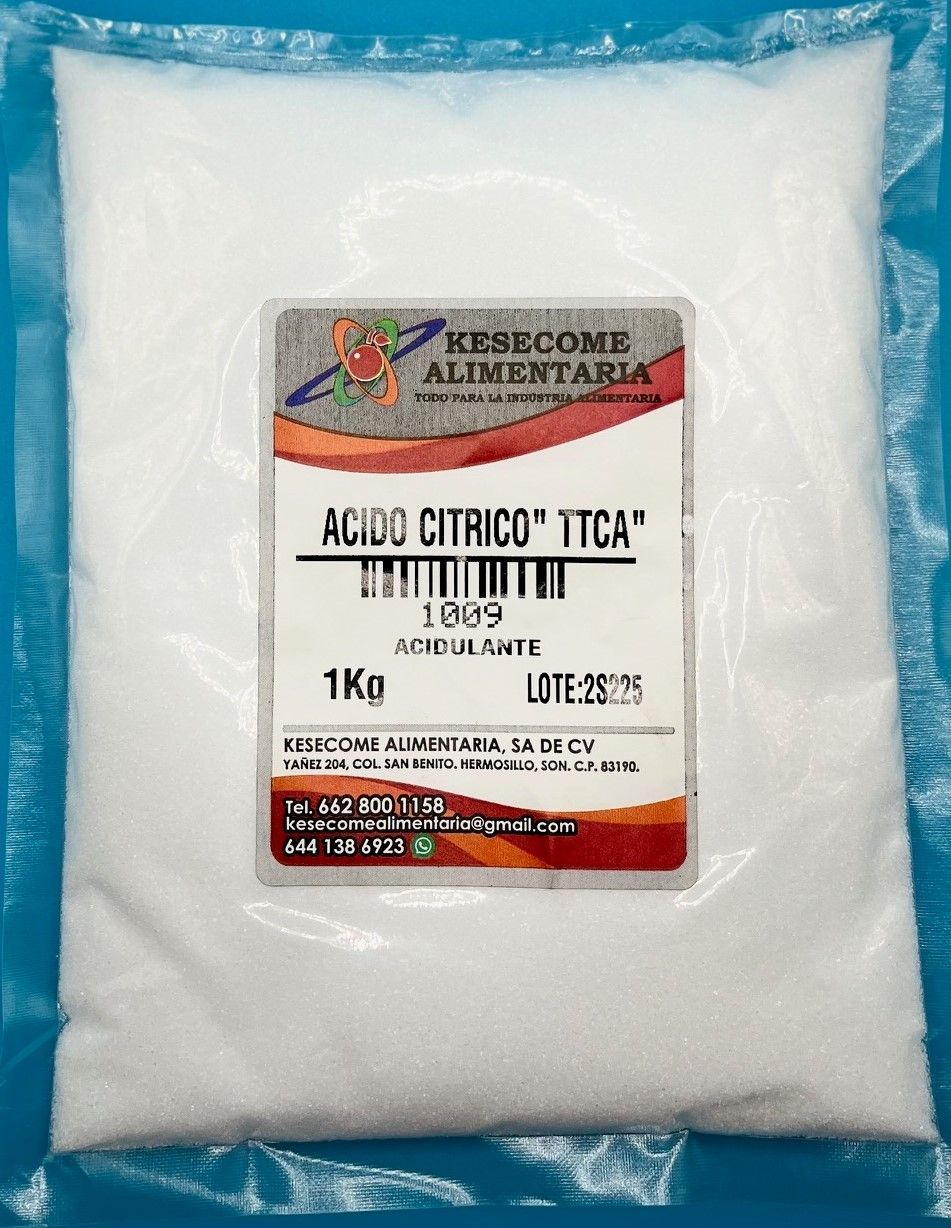 KESECOME
ALIMENTARIA
TODO PARA LA INDUSTRIA ALIMENTARIA
ACIDO CITRICO" TTCA"
1009
ACIDULANTE
1Kg
LOTE:2S225
KESECOME ALIMENTARIA, SA DE CV
YAÑEZ 204, COL. SAN BENITO. HERMOSILLO, SON. C.P. 83190.
Tel. 662 800 1158
kesecomealimentaria@gmail.com
644 138 6923